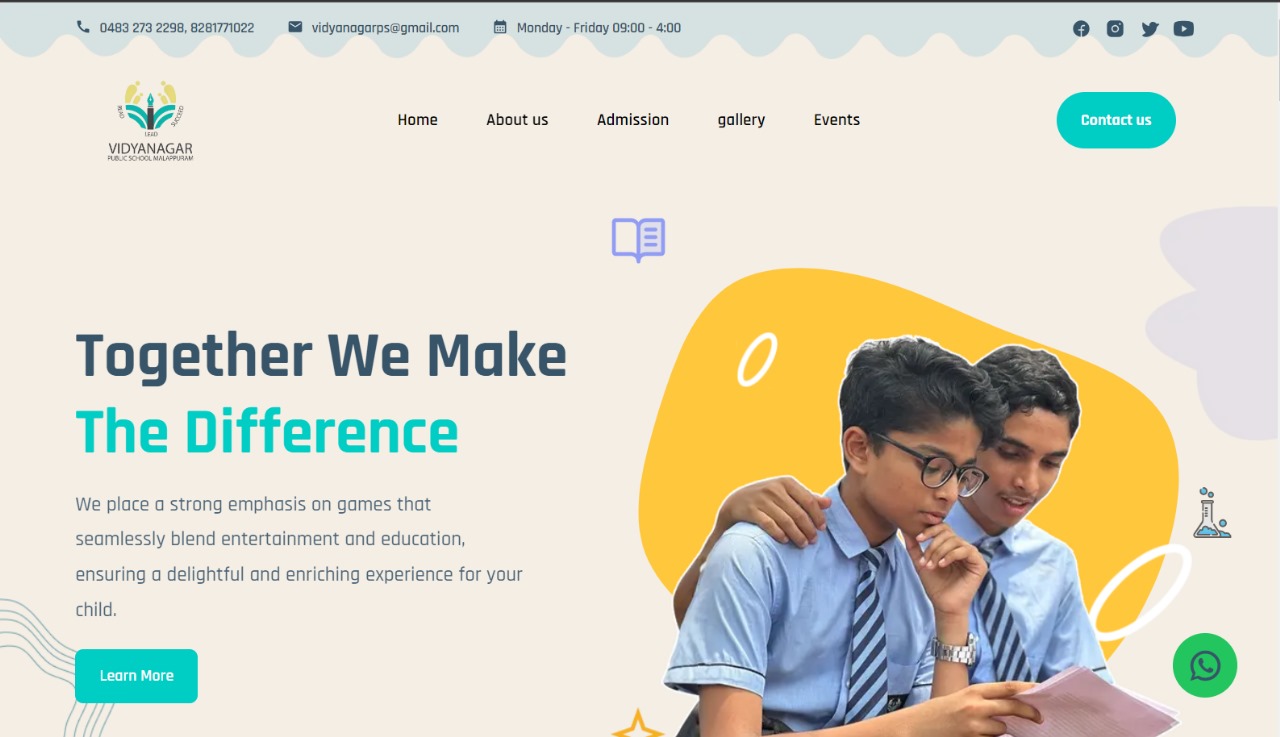 0483 273 2298, 8281771022
vidyanagarps@gmail.com
Monday - Friday 09:00 - 4:00
READ
LEAD
SUCCEED
VIDYANAGAR
PUBLIC SCHOOL MALAPPURAM
Home
About us
Admission
gallery
Events
Contact us
Together We Make
The Difference
We place a strong emphasis on games that
seamlessly blend entertainment and education,
ensuring a delightful and enriching experience for your
child.
Learn More